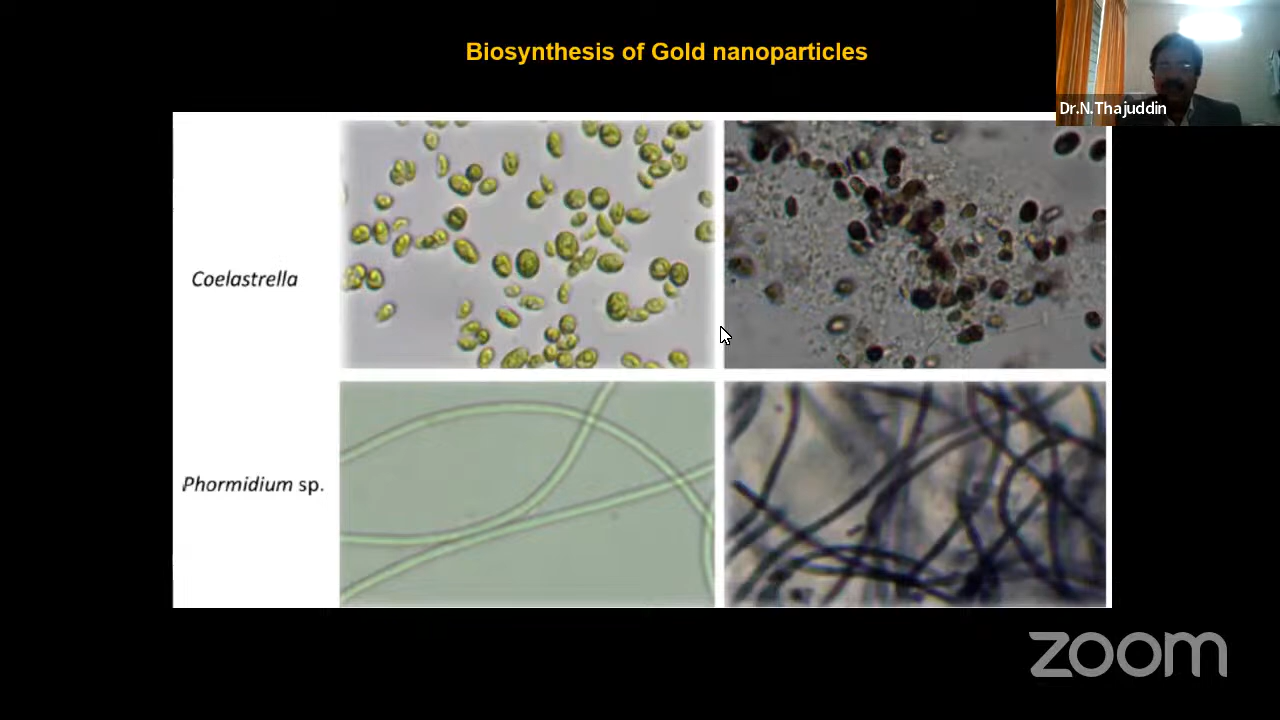 Biosynthesis of Gold nanoparticles
Dr.N.Thajuddin
Coelastrella
Phormidium sp.
zoom